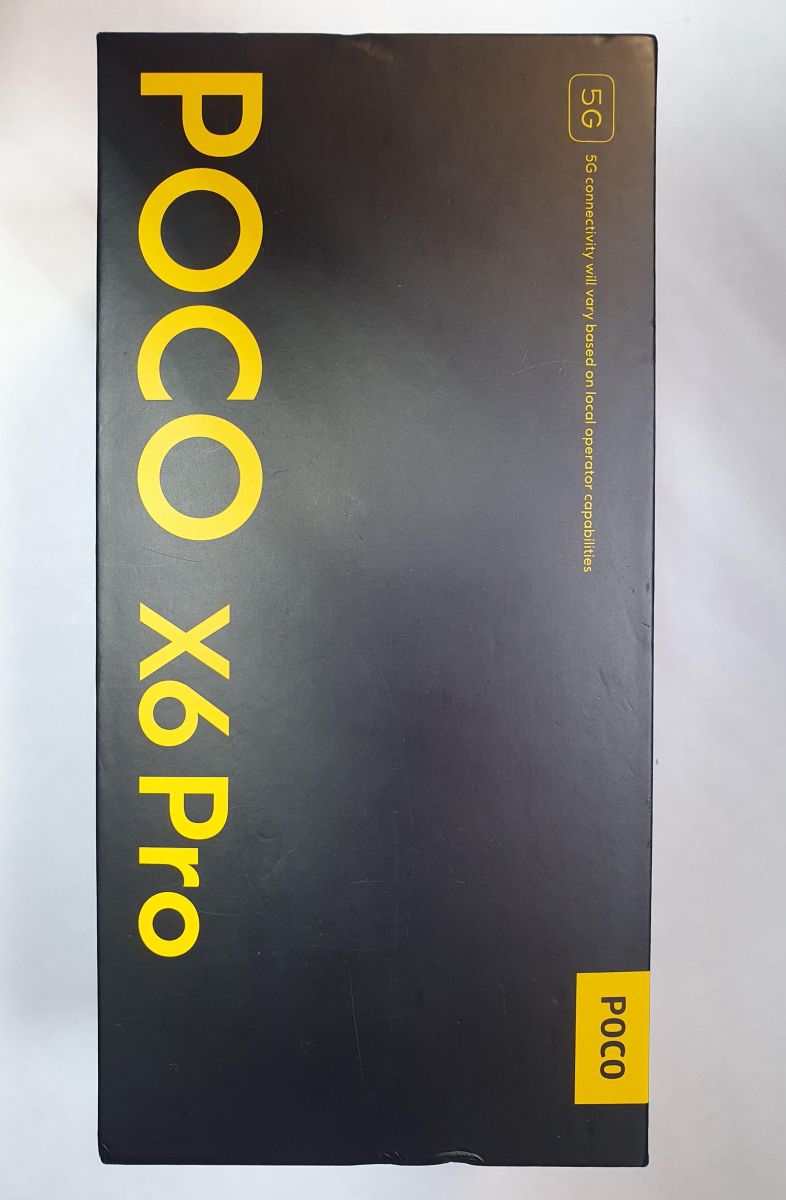 5G
5G connectivity will vary based on local operator capabilities
POCO
POCO X6 Pro